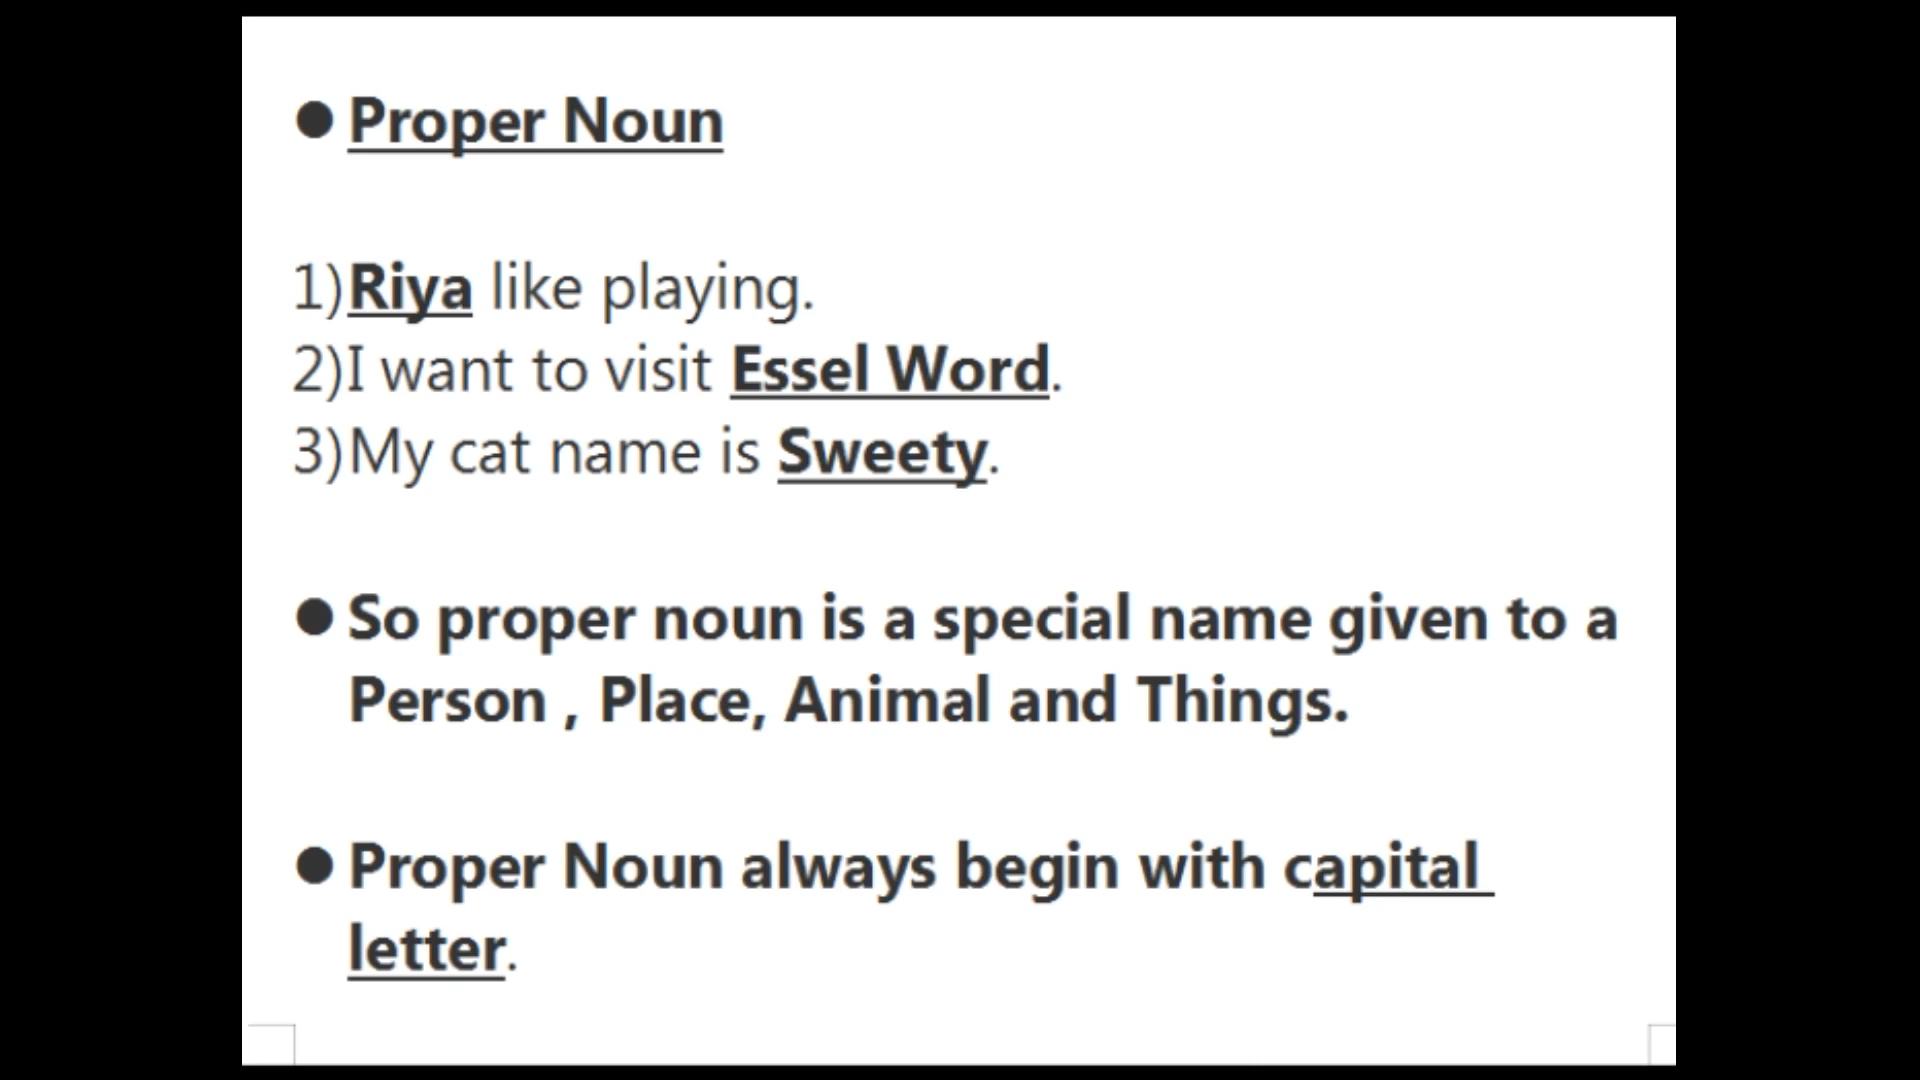 ● Proper Noun
1)Riya like playing.
2)I want to visit Essel Word.
3)My cat name is Sweety.
● So proper noun is a special name given to a
Person , Place, Animal and Things.
● Proper Noun always begin with capital
letter.